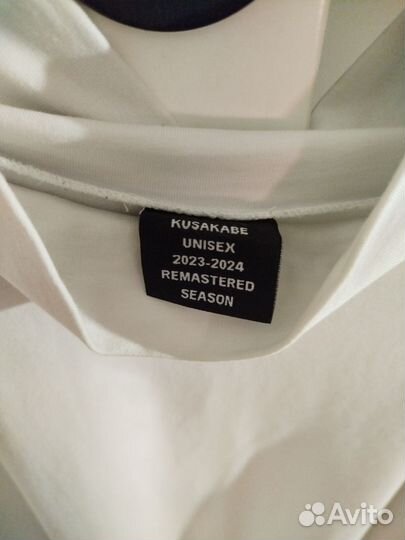 KUSAKABE
UNISEX
2023-2024
REMASTERED
SEASON
Avito